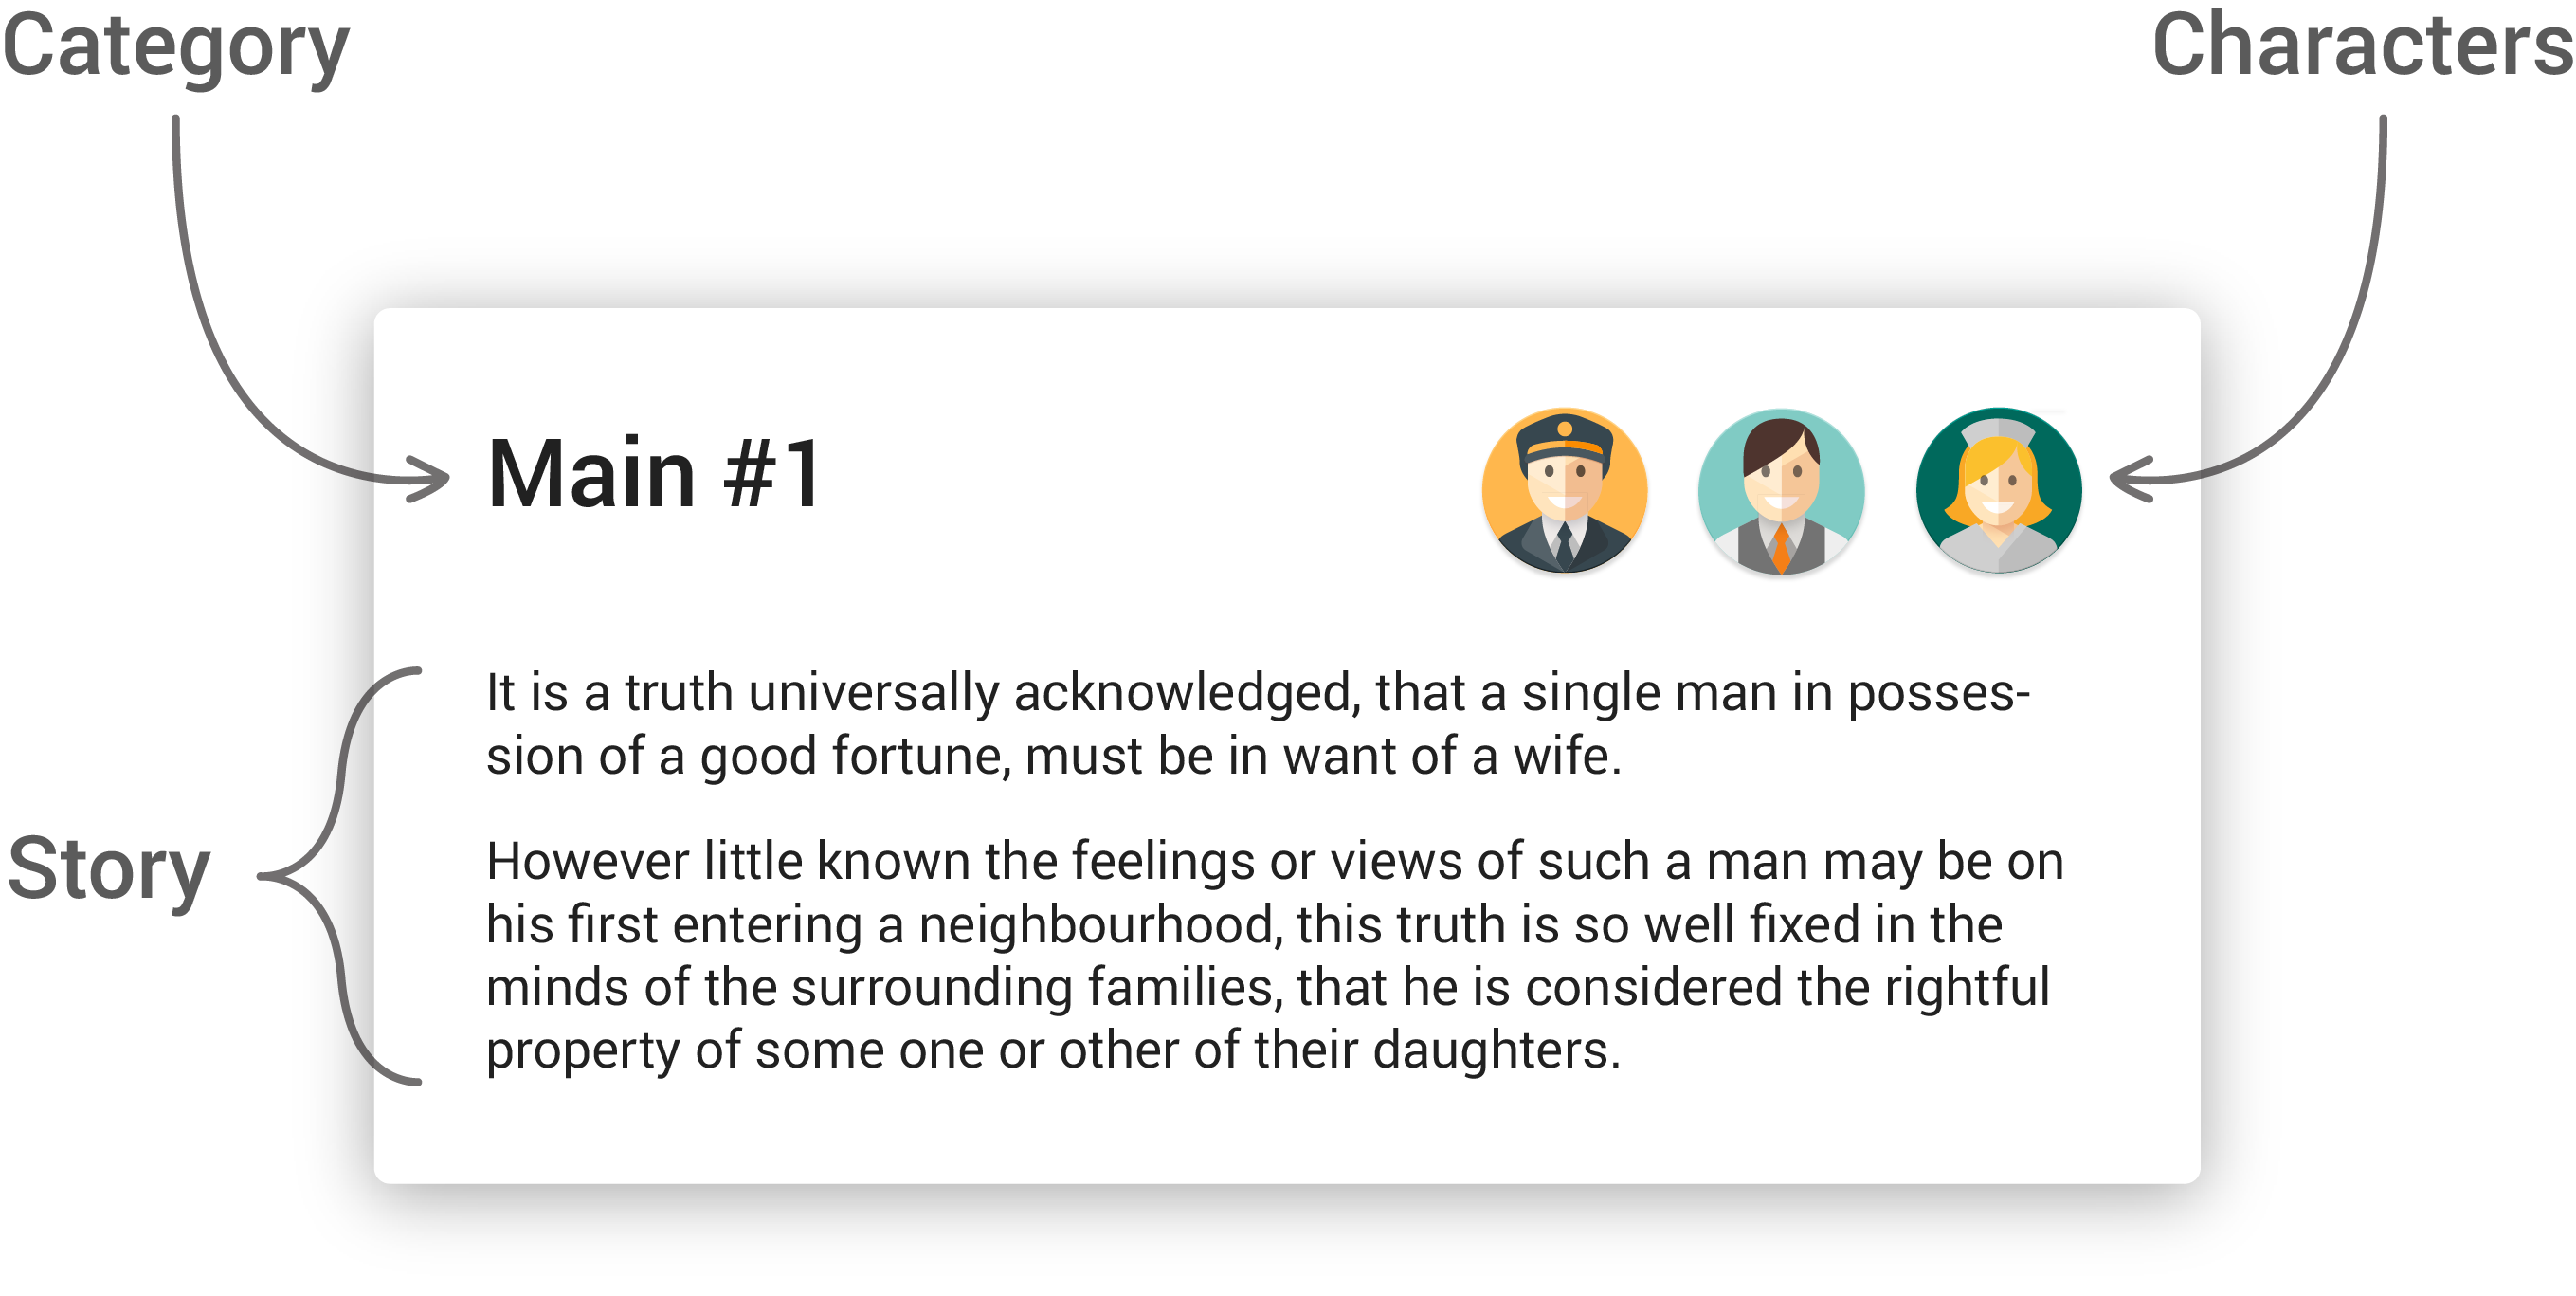 Category
Characters
Main #1
It is a truth universally acknowledged, that a single man in posses-
sion of a good fortune, must be in want of a wife.
Story
However little known the feelings or views of such a man may be on
his first entering a neighbourhood, this truth is so well fixed in the
minds of the surrounding families, that he is considered the rightful
property of some one or other of their daughters.